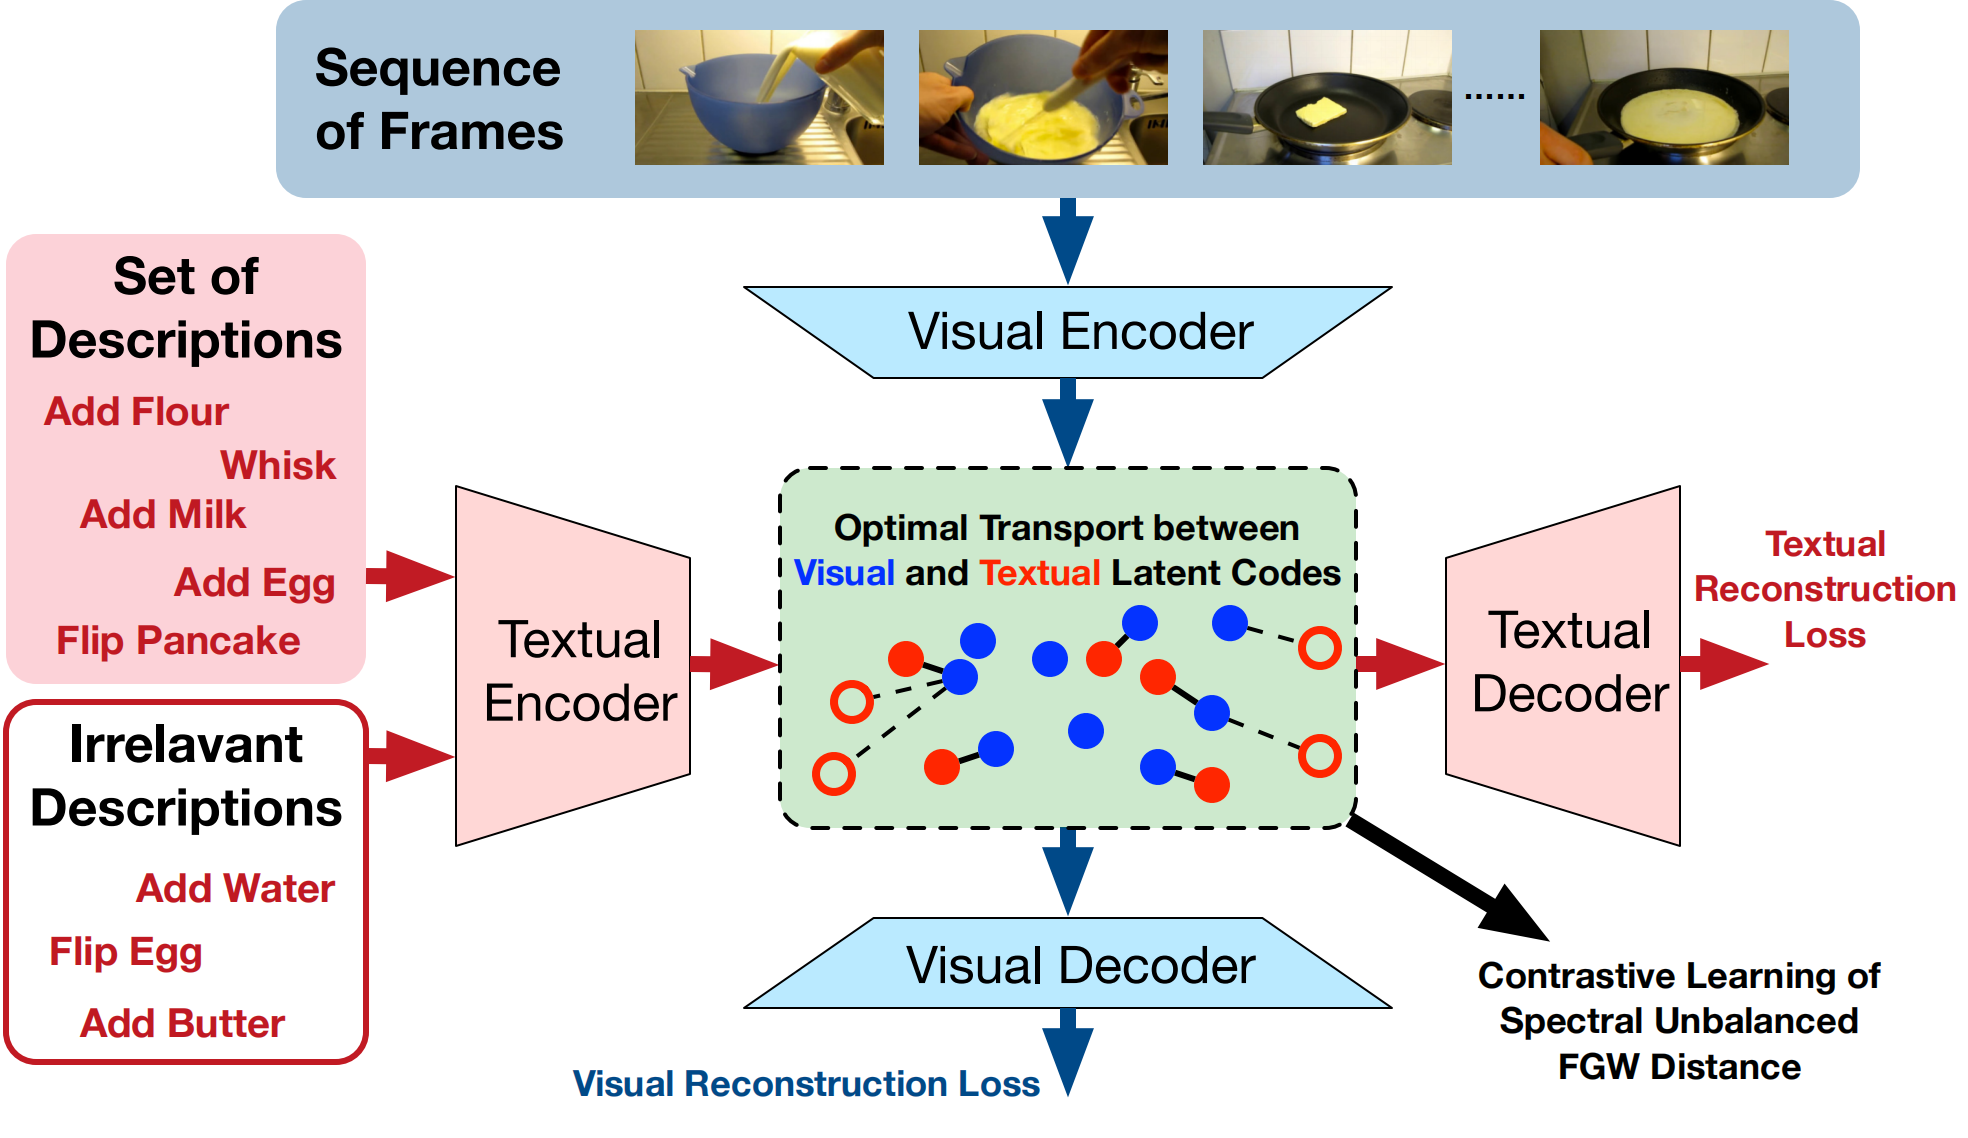 Sequence
of Frames
......
Set of
Descriptions
Add Flour
Whisk
Add Milk
Add Egg
Flip Pancake
Irrelavant
Descriptions
Add Water
Flip Egg
Add Butter
Visual Encoder
Textual
Encoder
Optimal Transport between
Visual and Textual Latent Codes
Textual
Decoder
Textual
Reconstruction
Loss
Visual Decoder
Visual Reconstruction Loss
Contrastive Learning of
Spectral Unbalanced
FGW Distance